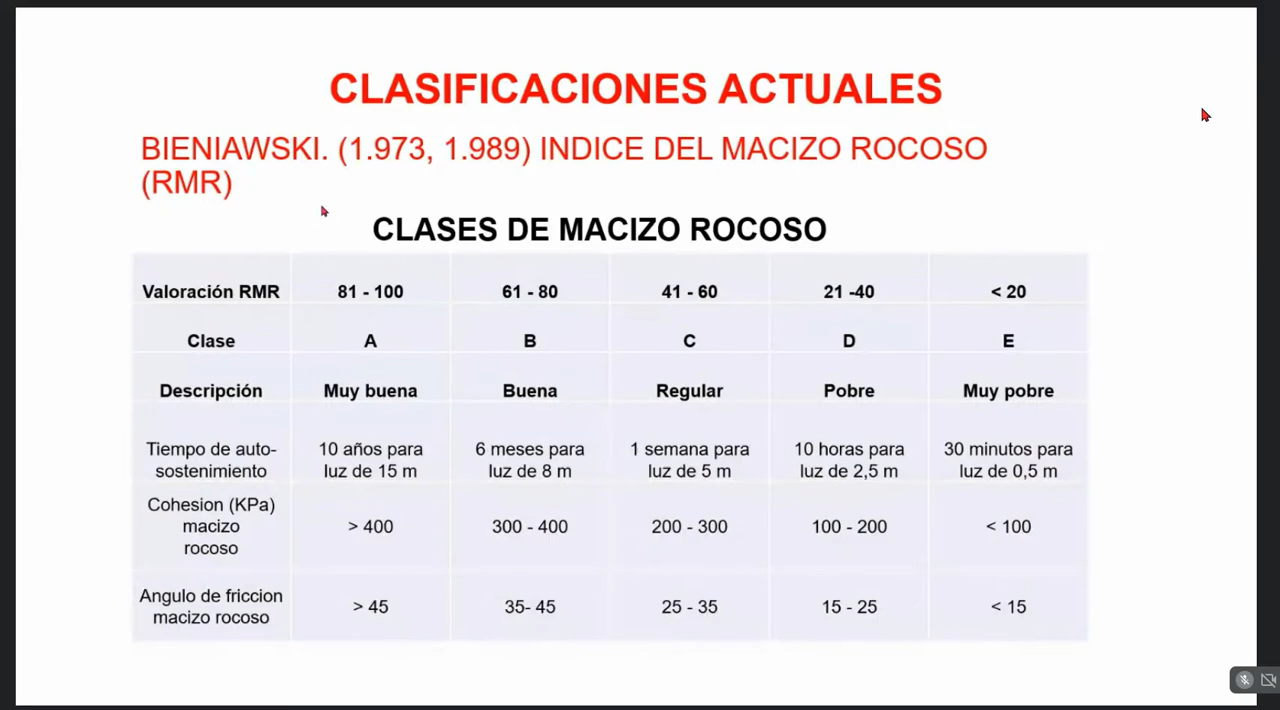 CLASIFICACIONES ACTUALES
BIENIAWSKI. (1.973, 1.989) INDICE DEL MACIZO ROCOSO
(RMR)
CLASES DE MACIZO ROCOSO
Valoración RMR 81 - 100 61 - 80 41 - 60 21 -40 < 20
Clase A B C D E
Descripción Muy buena Buena Regular Pobre Muy pobre
Tiempo de auto- 10 años para 6 meses para 1 semana para 10 horas para 30 minutos para
sostenimiento luz de 15 m luz de 8 m luz de 5 m luz de 2,5 m luz de 0,5 m
Cohesion (KPa)
macizo > 400 300 - 400 200 - 300 100 - 200 < 100
rocoso
Angulo de friccion
macizo rocoso > 45 35- 45 25 - 35 15 - 25 < 15